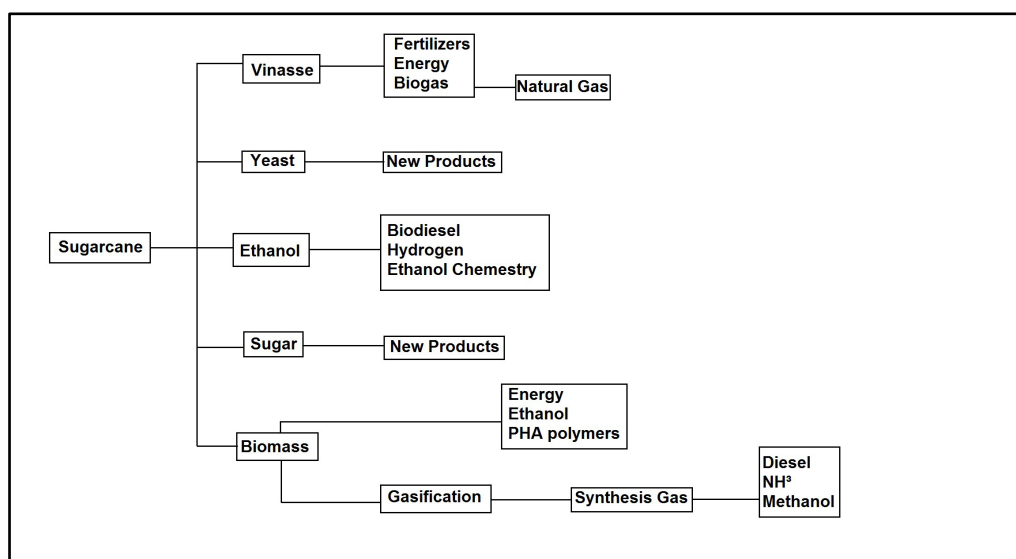 Fertilizers
Energy
Biogas
Vinasse
Natural Gas
Yeast
New Products
Sugarcane
Ethanol
Biodiesel
Hydrogen
Ethanol Chemestry
Sugar
New Products
Biomass
Energy
Ethanol
PHA polymers
Gasification
Synthesis Gas
Diesel
NH³
Methanol